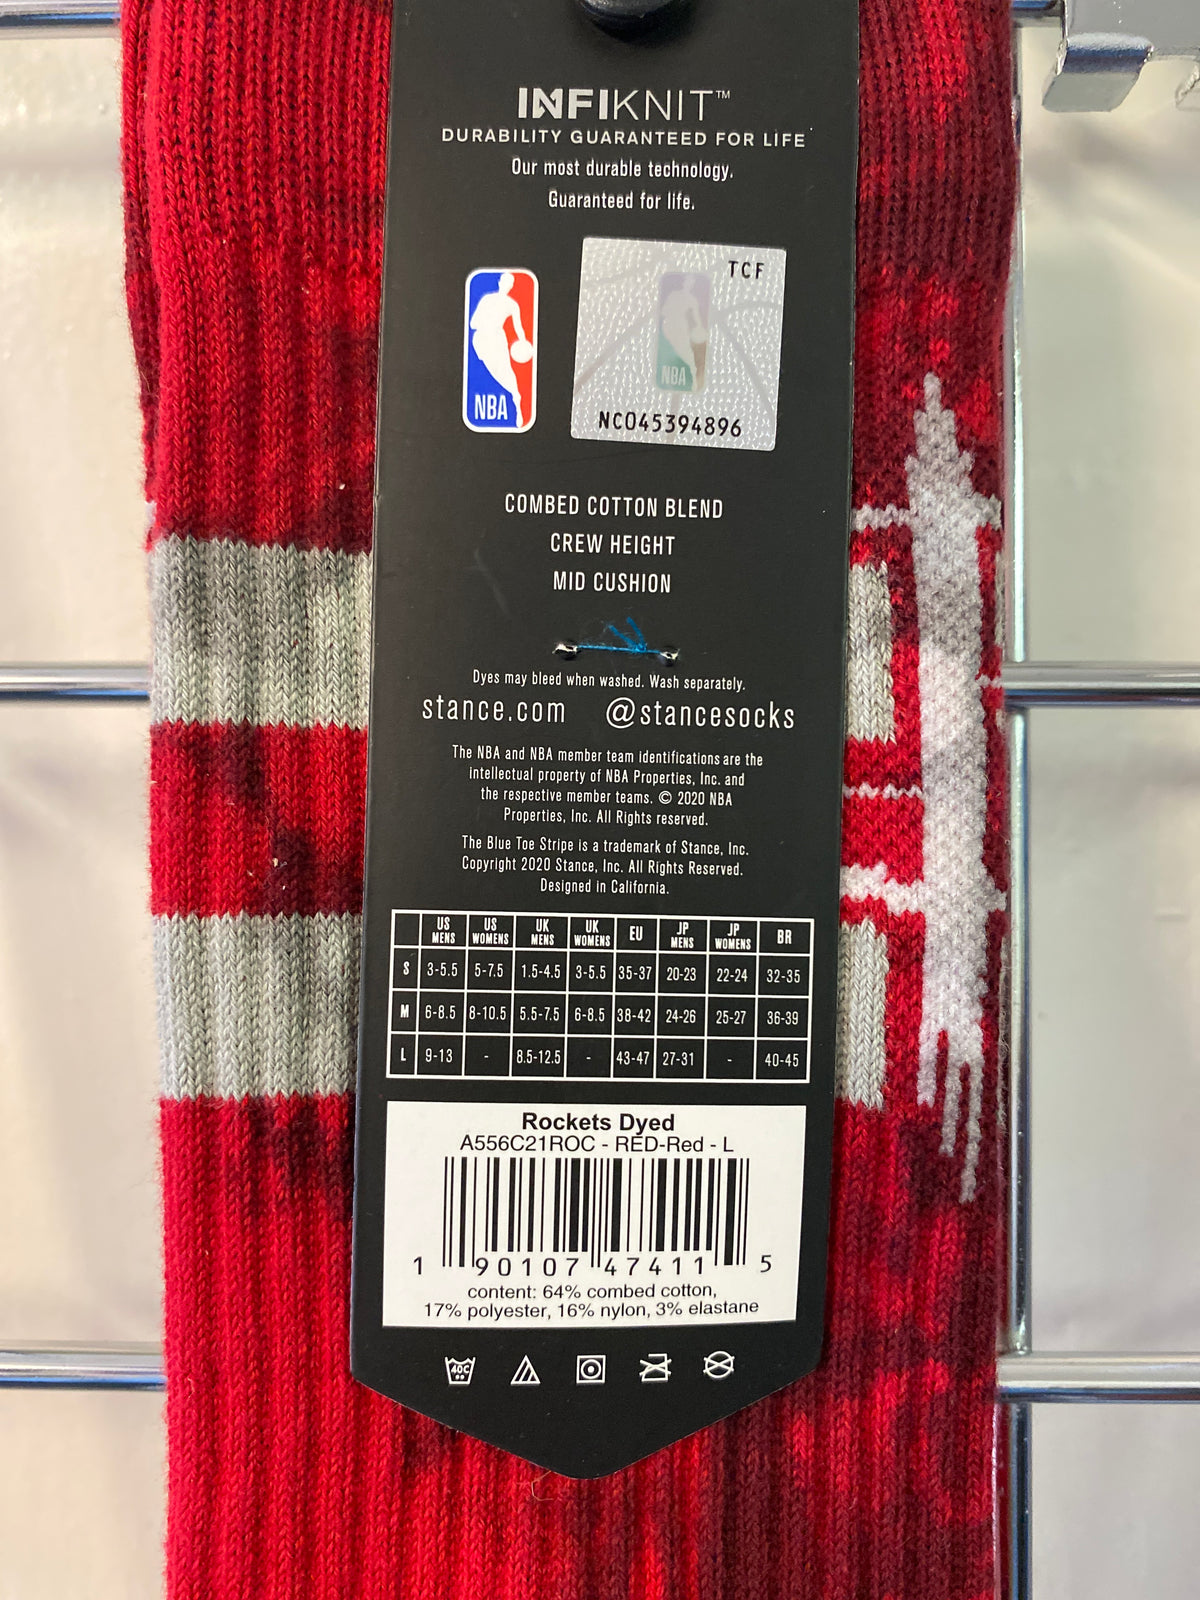 INFIKNIT™
DURABILITY GUARANTEED FOR LIFE
Our most durable technology.
Guaranteed for life.
TCF
NBA
NBA
NC045394896
COMBED COTTON BLEND
CREW HEIGHT
MID CUSHION
Dyes may bleed when washed. Wash separately.
stance.com @stancesocks
The NBA and NBA member team identifications are the
intellectual property of NBA Properties, Inc. and
the respective member teams. © 2020 NBA
Properties, Inc. All Rights reserved.
The Blue Toe Stripe is a trademark of Stance, Inc.
Copyright 2020 Stance, Inc. All Rights Reserved.
Designed in California.
US MENS US WOMENS UK MENS UK WOMENS EU JP MENS JP WOMENS BR
S 3-5.5 5-7.5 1.5-4.5 3-5.5 35-37 20-23 22-24 32-35
M 6-8.5 8-10.5 5.5-7.5 6-8.5 38-42 24-26 25-27 36-39
L 9-13 - 8.5-12.5 - 43-47 27-31 - 40-45
Rockets Dyed
A556C21ROC - RED-Red - L
1 90107 47411 5
content: 64% combed cotton,
17% polyester, 16% nylon, 3% elastane
40C